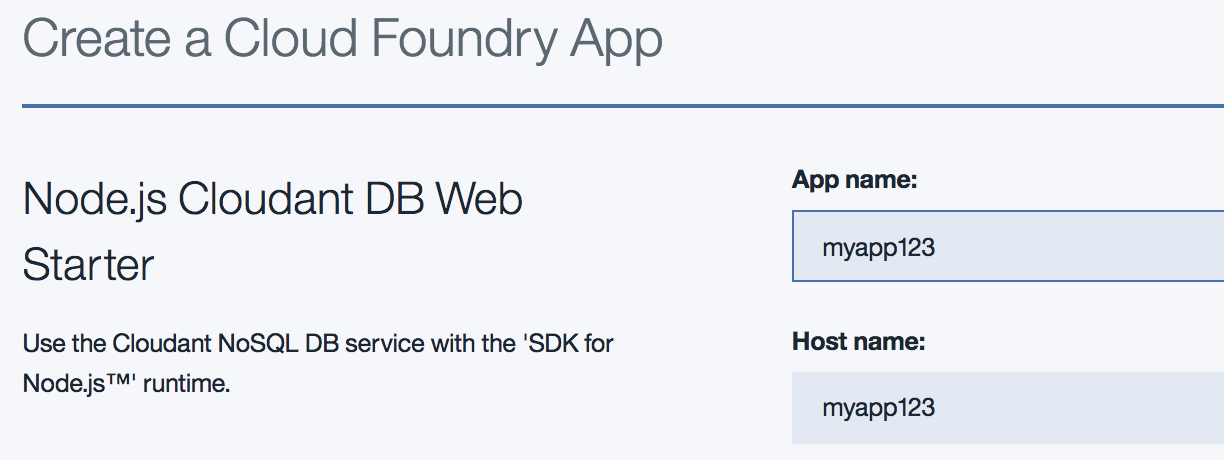 Create a Cloud Foundry App
Node.js Cloudant DB Web
Starter
Use the Cloudant NoSQL DB service with the 'SDK for
Node.js™' runtime.
App name:
myapp123
Host name:
myapp123